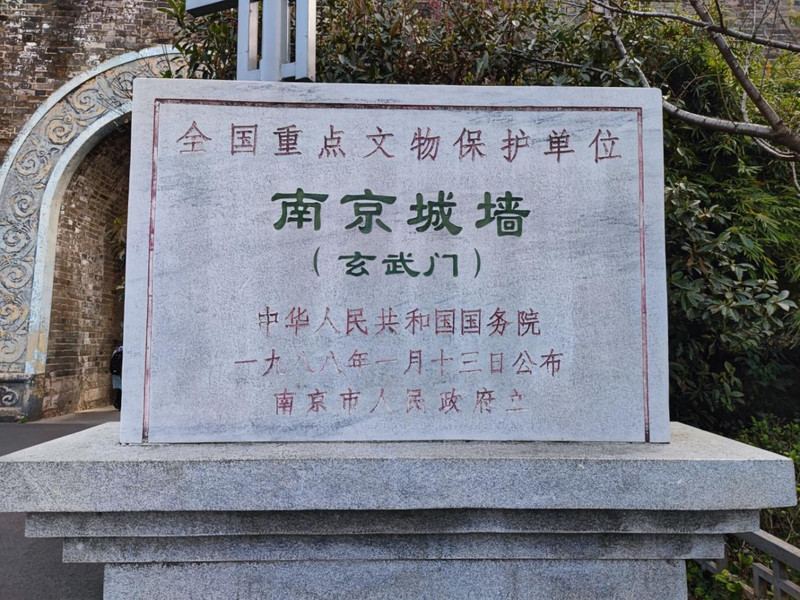 全国重点文物保护单位
南京城墙
（玄武门）
中华人民共和国国务院
一九八八年一月十三日公布
南京市人民政府立